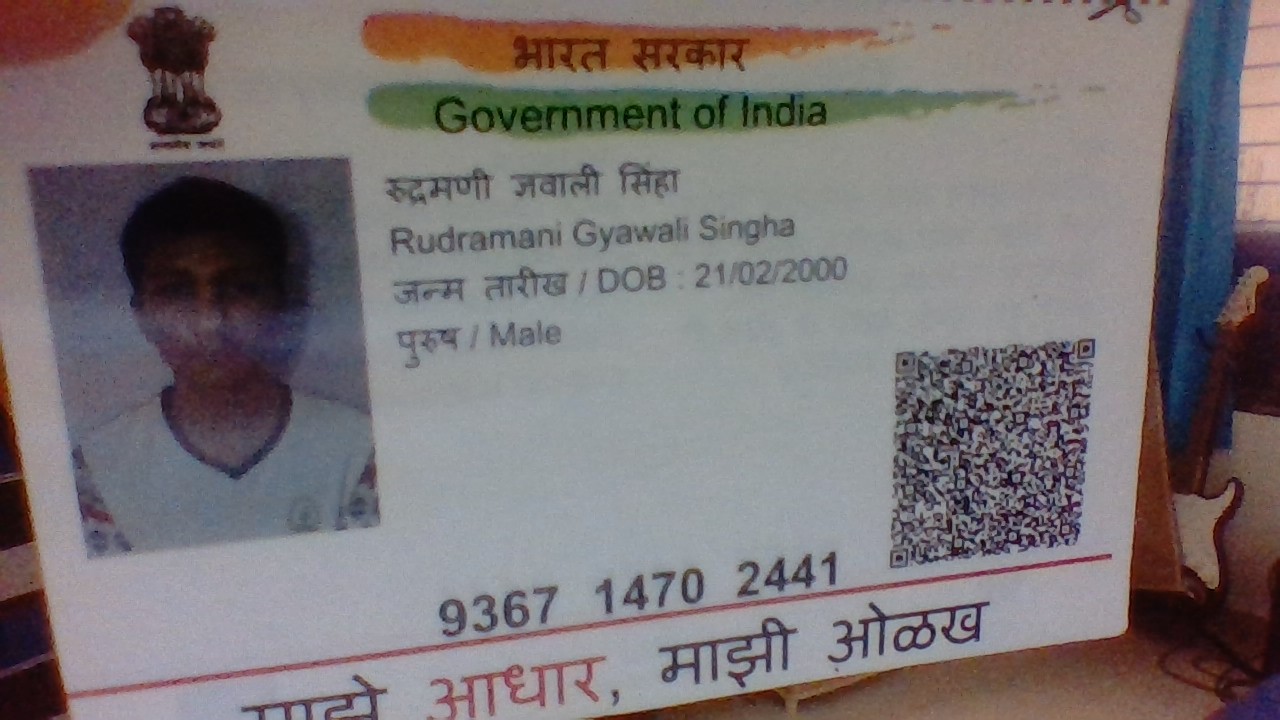 भारत सरकार
Government of India
रुद्रमणी ज्ञवाली सिंहा
Rudramani Gyawali Singha
जन्म तारीख / DOB : 21/02/2000
पुरुष / Male
9367 1470 2441
माझे आधार, माझी ओळख